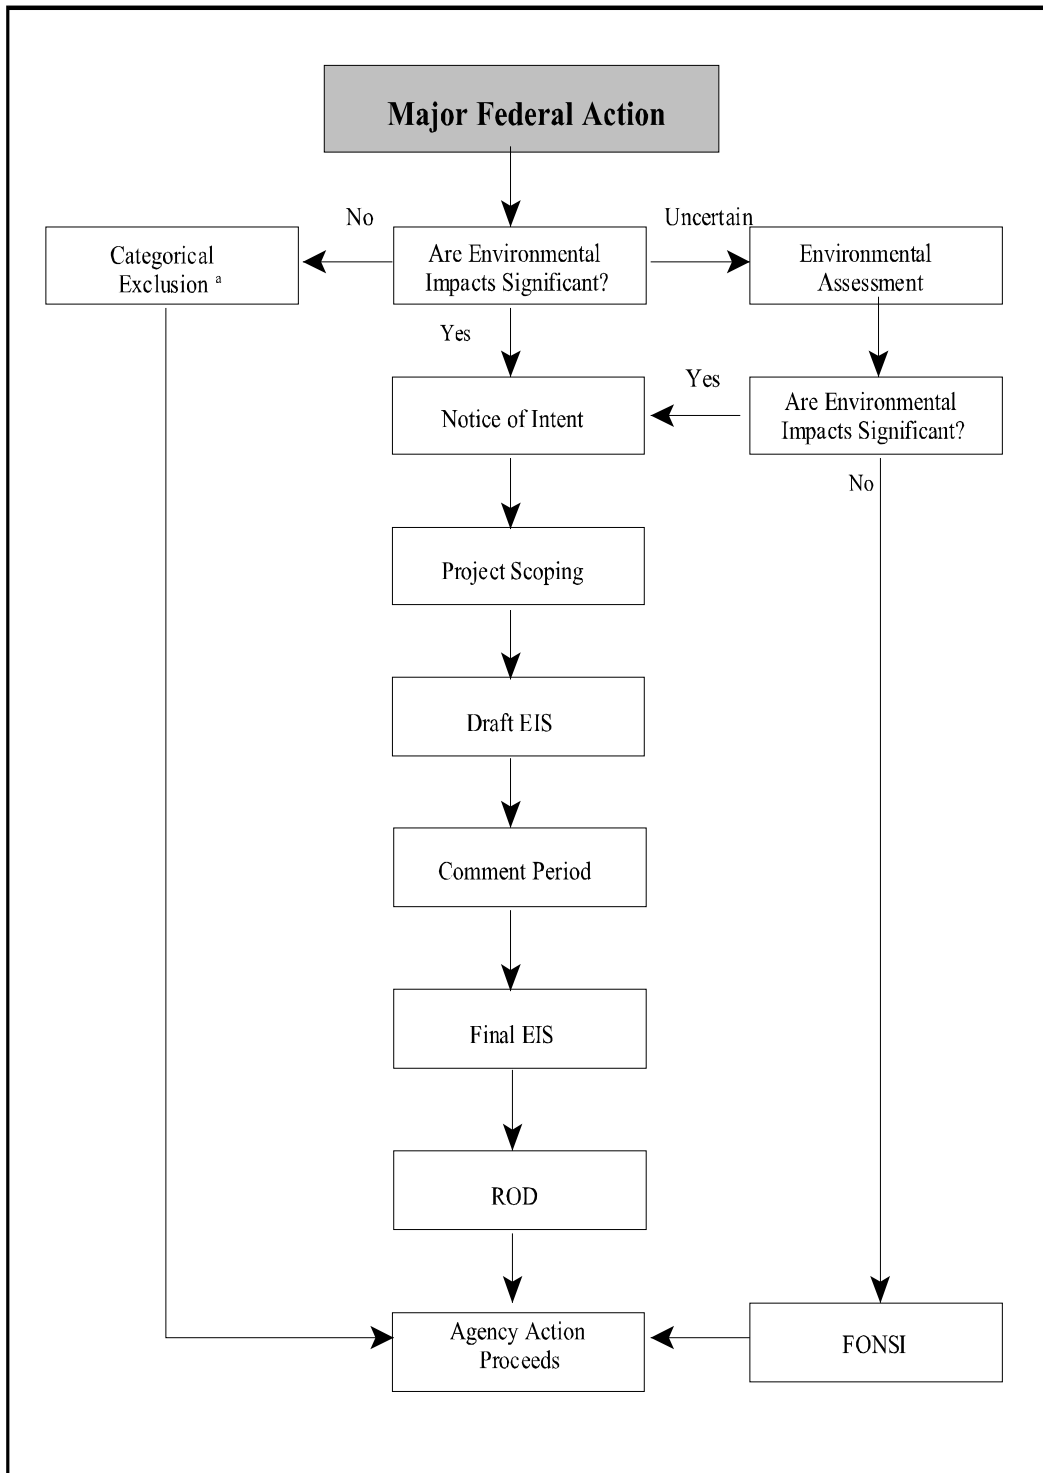 Major Federal Action
No
Uncertain
Categorical
Exclusion a
Are Environmental
Impacts Significant?
Environmental
Assessment
Yes
Notice of Intent
Yes
Are Environmental
Impacts Significant?
No
Project Scoping
Draft EIS
Comment Period
Final EIS
ROD
Agency Action
Proceeds
FONSI